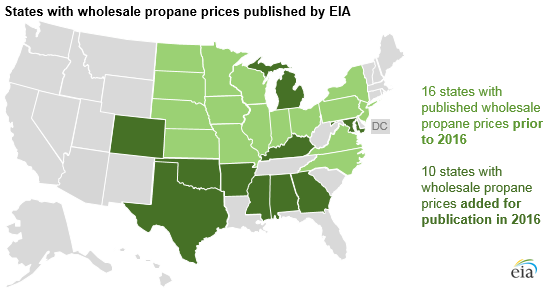 States with wholesale propane prices published by EIA
16 states with
published wholesale
propane prices prior
to 2016
DC
10 states with
wholesale propane
prices added for
publication in 2016
eia